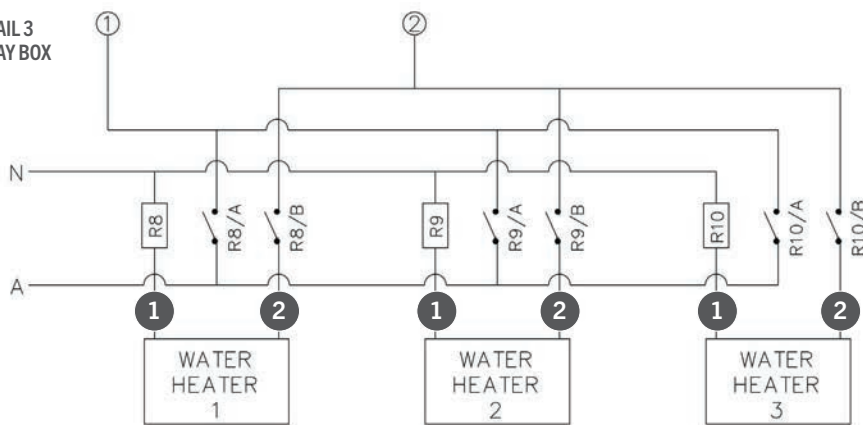 AIL 3
AY BOX
1
2
N
R8
R8/A
R8/B
R9
R9/A
R9/B
R10
R10/A
R10/B
A
1 2 1 2 1 2
WATER HEATER 1
WATER HEATER 2
WATER HEATER 3